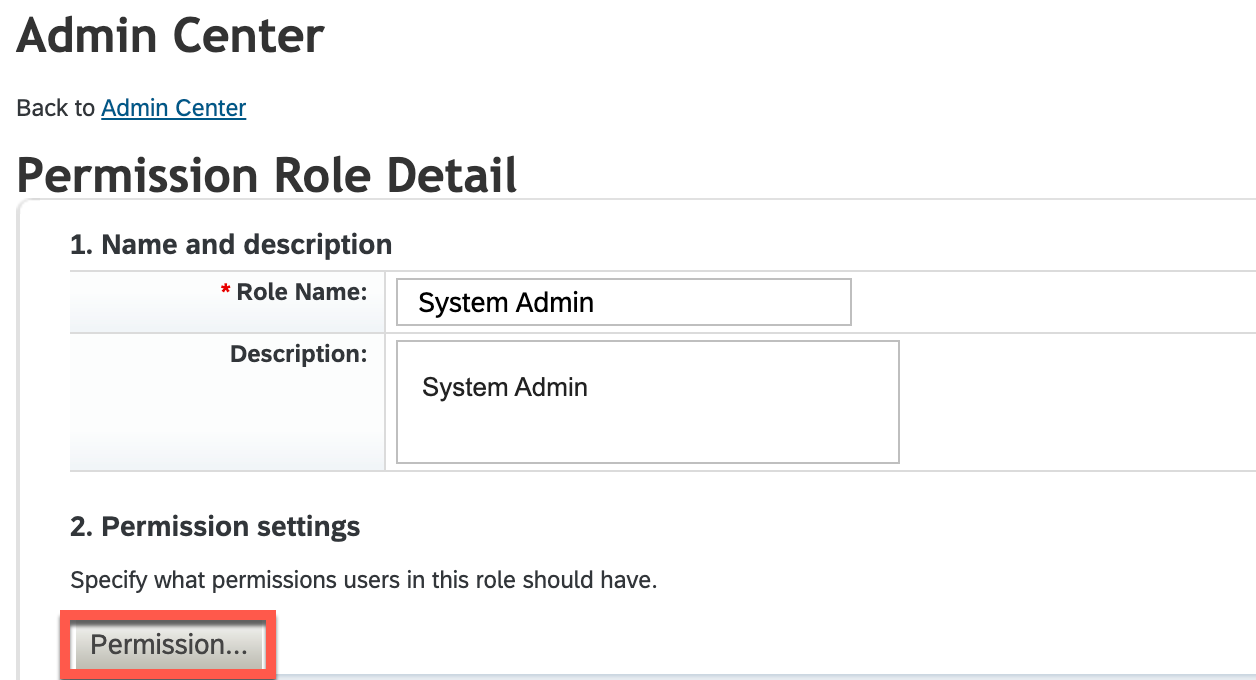 Admin Center
Back to Admin Center
Permission Role Detail
1. Name and description
* Role Name:
System Admin
Description:
System Admin
2. Permission settings
Specify what permissions users in this role should have.
Permission...